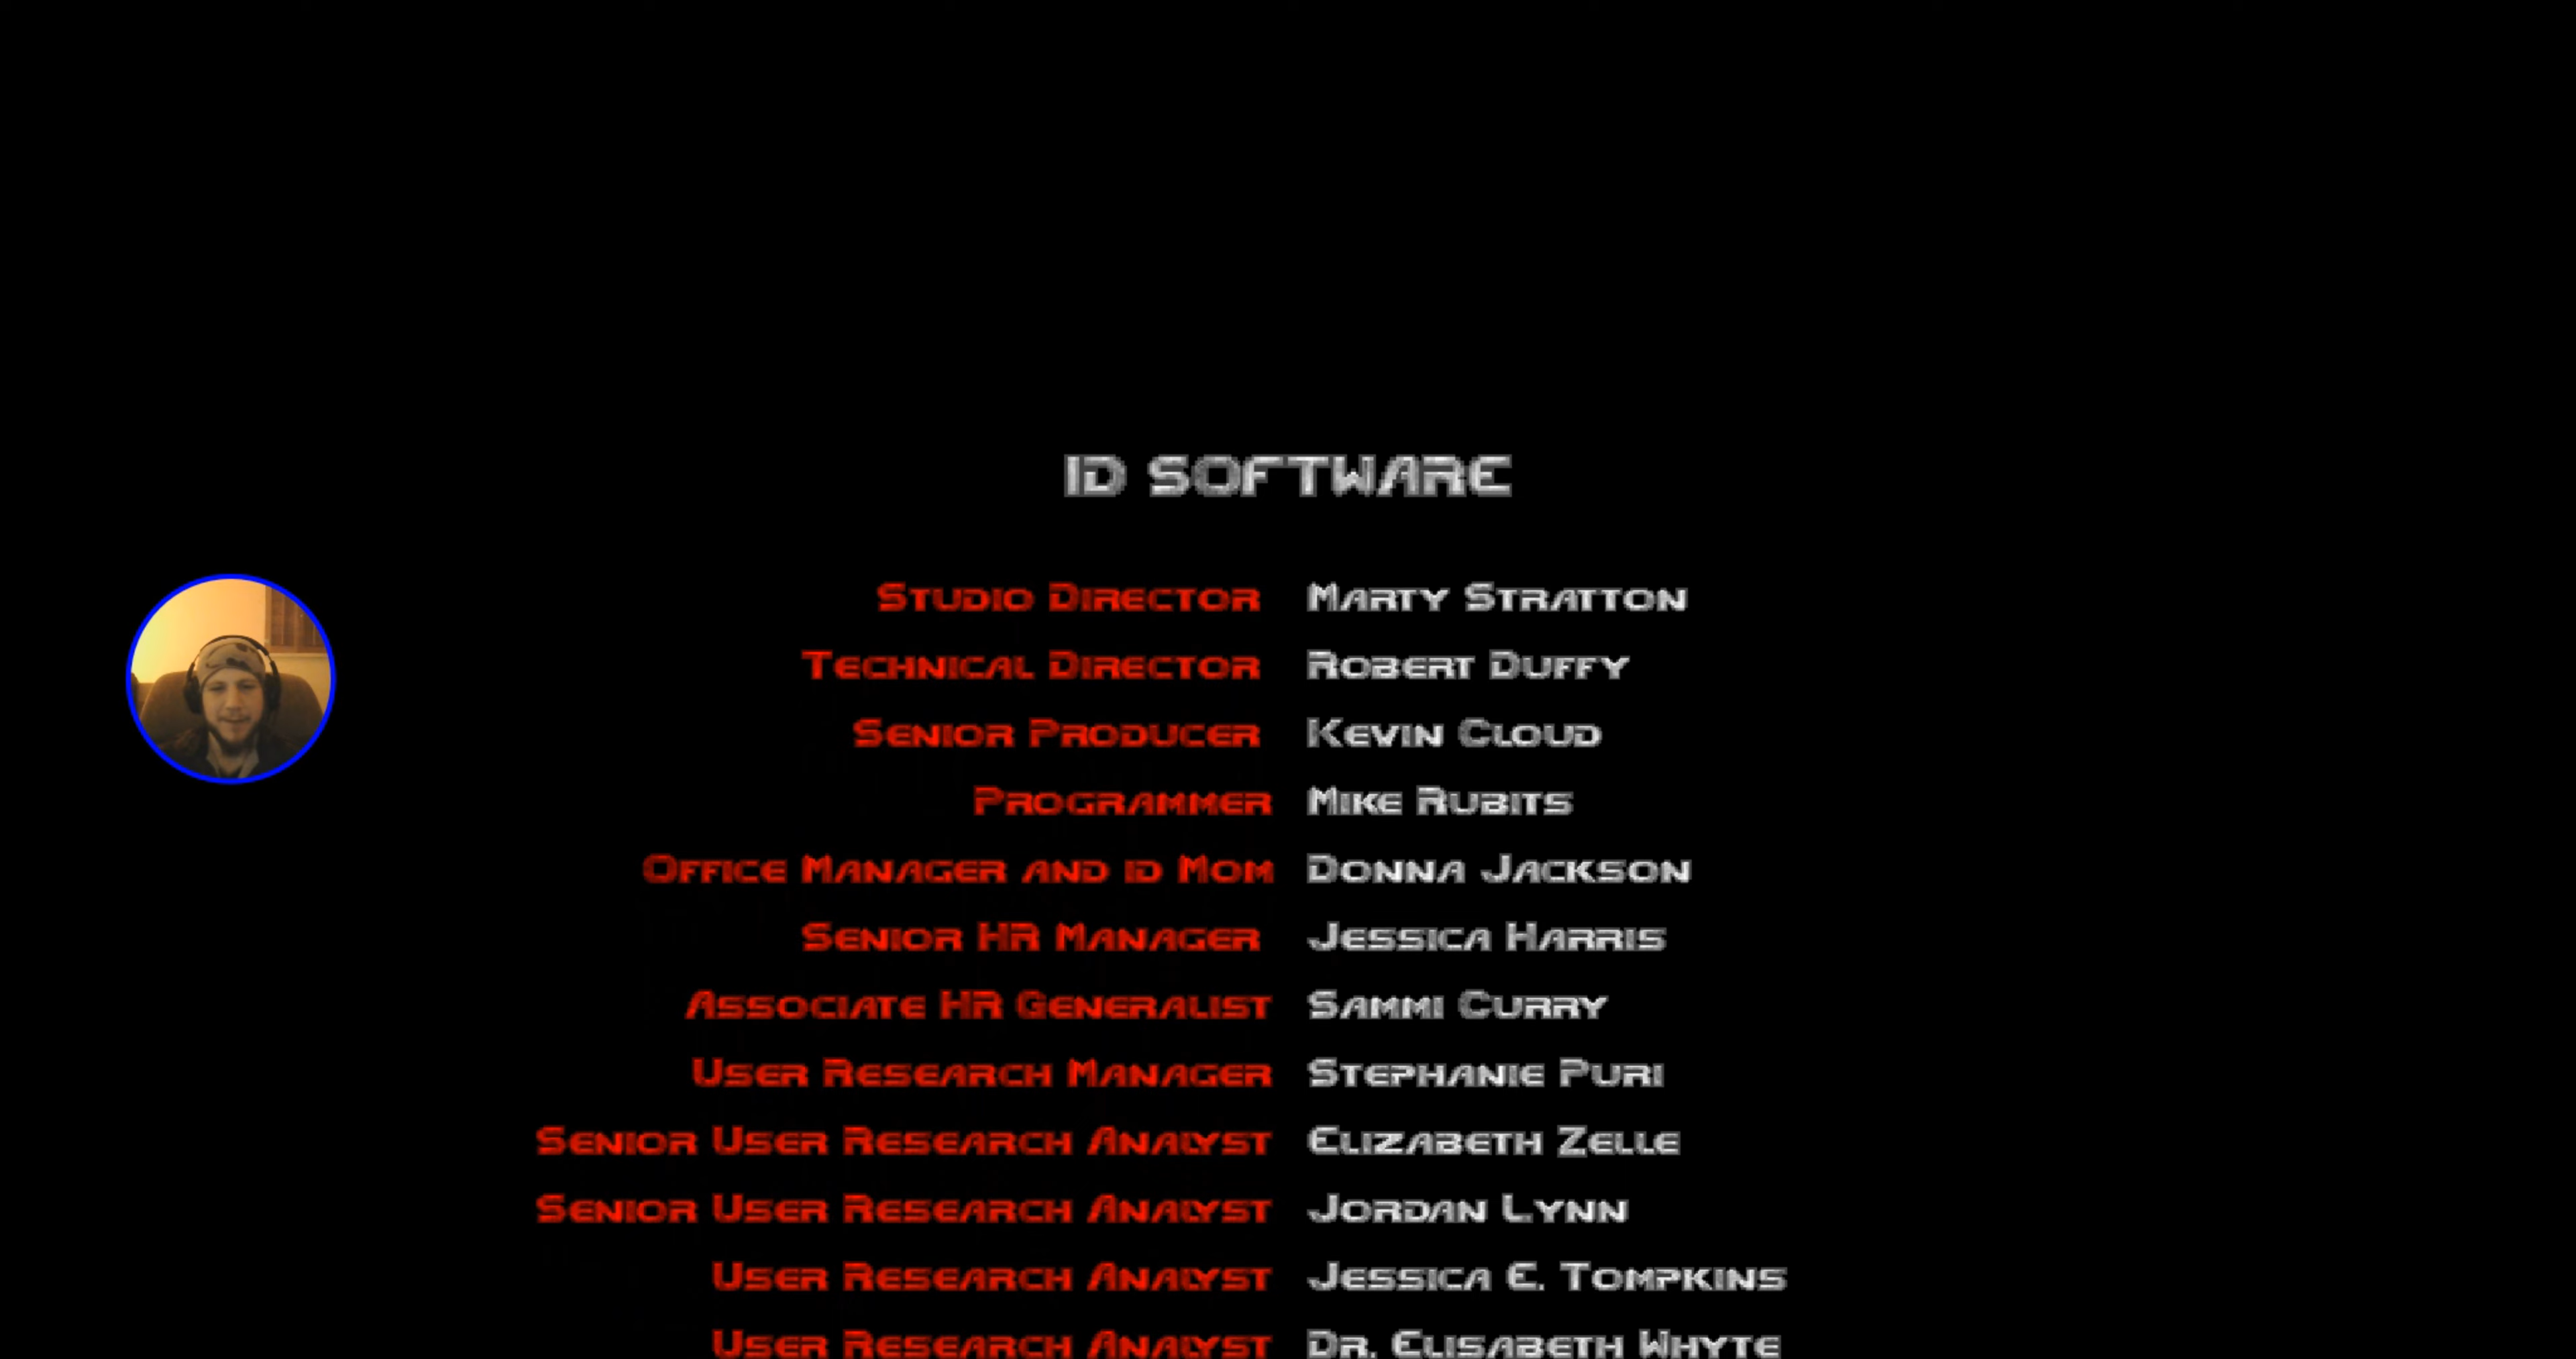 ID SOFTWARE
STUDIO DIRECTOR MARTY STRATTON
TECHNICAL DIRECTOR ROBERT DUFFY
SENIOR PRODUCER KEVIN CLOUD
PROGRAMMER MIKE RUBITS
OFFICE MANAGER AND ID MOM DONNA JACKSON
SENIOR HR MANAGER JESSICA HARRIS
ASSOCIATE HR GENERALIST SAMMI CURRY
USER RESEARCH MANAGER STEPHANIE PURI
SENIOR USER RESEARCH ANALYST ELIZABETH ZELLE
SENIOR USER RESEARCH ANALYST JORDAN LYNN
USER RESEARCH ANALYST JESSICA E. TOMPKINS
USER RESEARCH ANALYST DR. ELISABETH WHYTE